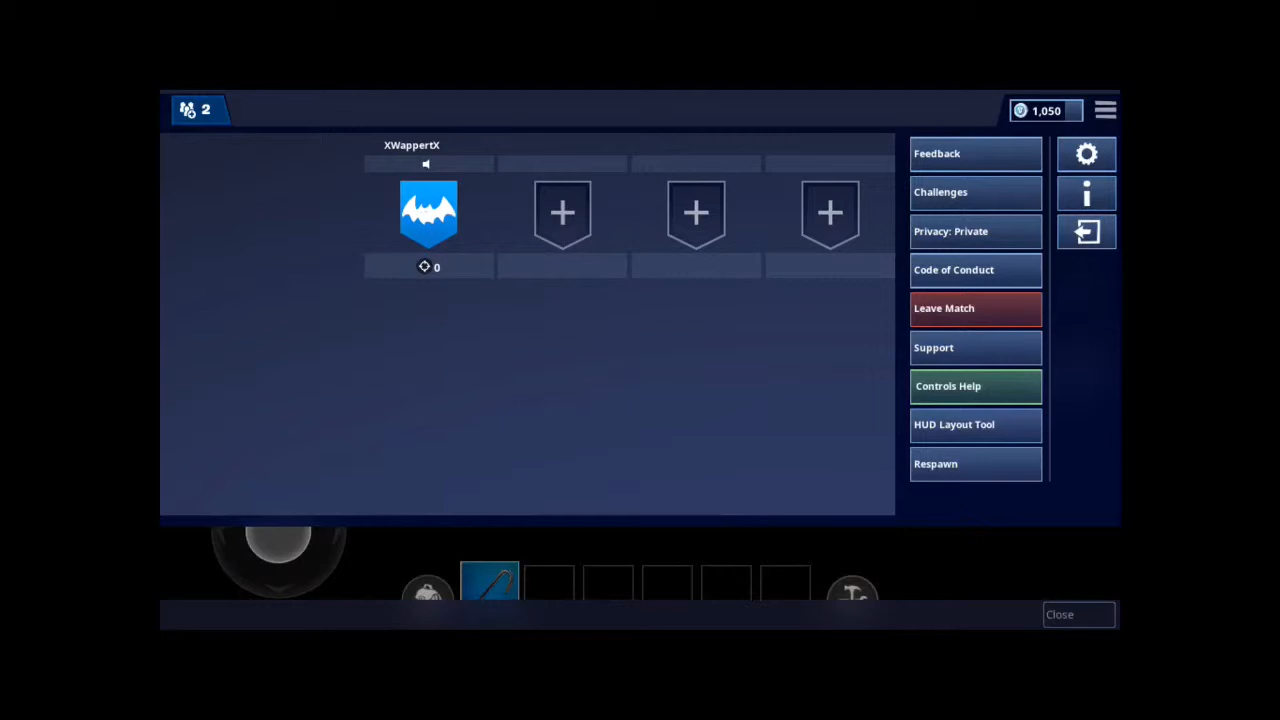 2
1,050
XWappertX
0
Feedback
Challenges
Privacy: Private
Code of Conduct
Leave Match
Support
Controls Help
HUD Layout Tool
Respawn
Close